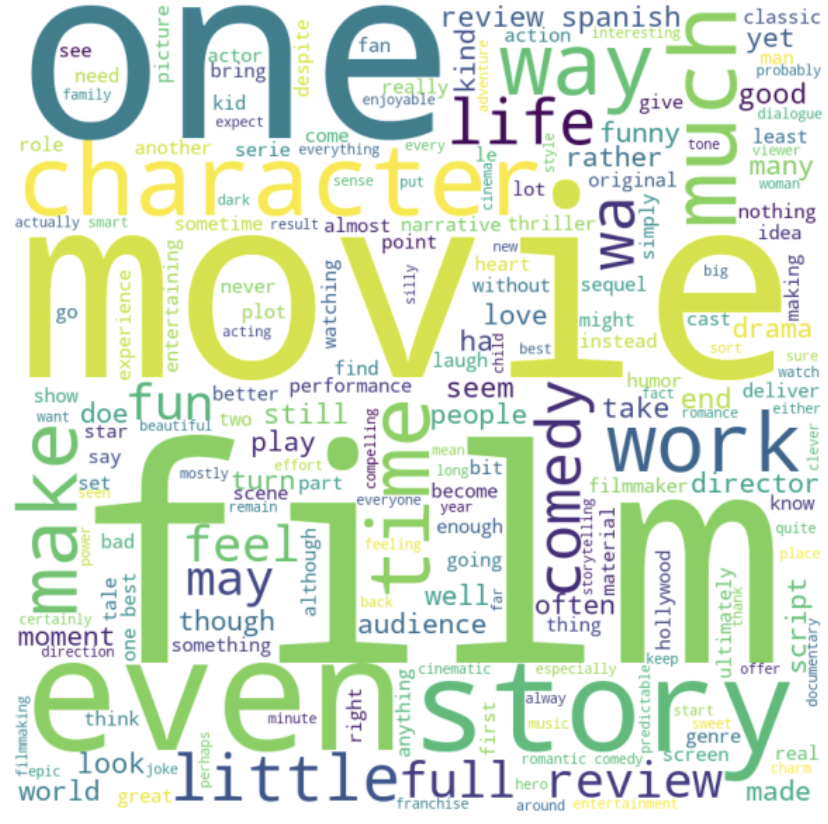 one
review spanish
classic
see
picture
actor
despite
fan
kind
action
interesting
way
much
yet
man
need
bring
really
adventure
probably
family
kid
enjoyable
life
give
good
expect
come
funny
dialogue
role
another
serie
everything
every
le
style
rather
least
tone
viewer
character
cinema
many
dark
sense
put
lot
original
woman
wa
simply
nothing
actually
smart
sometime
result
almost
narrative
thriller
idea
movie
point
new
big
experience
entertaining
never
watching
silly
heart
without
sequel
making
go
plot
love
might
cast
drama
acting
ha
child
best
instead
sort
sure
find
laugh
watch
show
fun
better
performance
seem
comedy
humor
fact
end
deliver
want
doe
beautiful
two
still
time
compelling
people
take
romance
either
make
star
play
work
clever
say
film
mostly
effort
turn
part
mean
long
bit
filmmaker
director
set
seen
scene
remain
everyone
become
year
storytelling
material
know
power
bad
feel
feeling
enough
quite
tale
may
although
going
hollywood
place
certainly
one best
back
well
far
often
ultimately
thank
script
moment
though
audience
thing
direction
something
keep
documentary
even
story
cinematic
especially
offer
think
minute
right
anything
first
alway
predictable
start
filmmaking
music
sweet
genre
look
joke
perhaps
little
full review
romantic comedy
screen
real
epic
hero
charm
world
great
franchise
around
entertainment
made